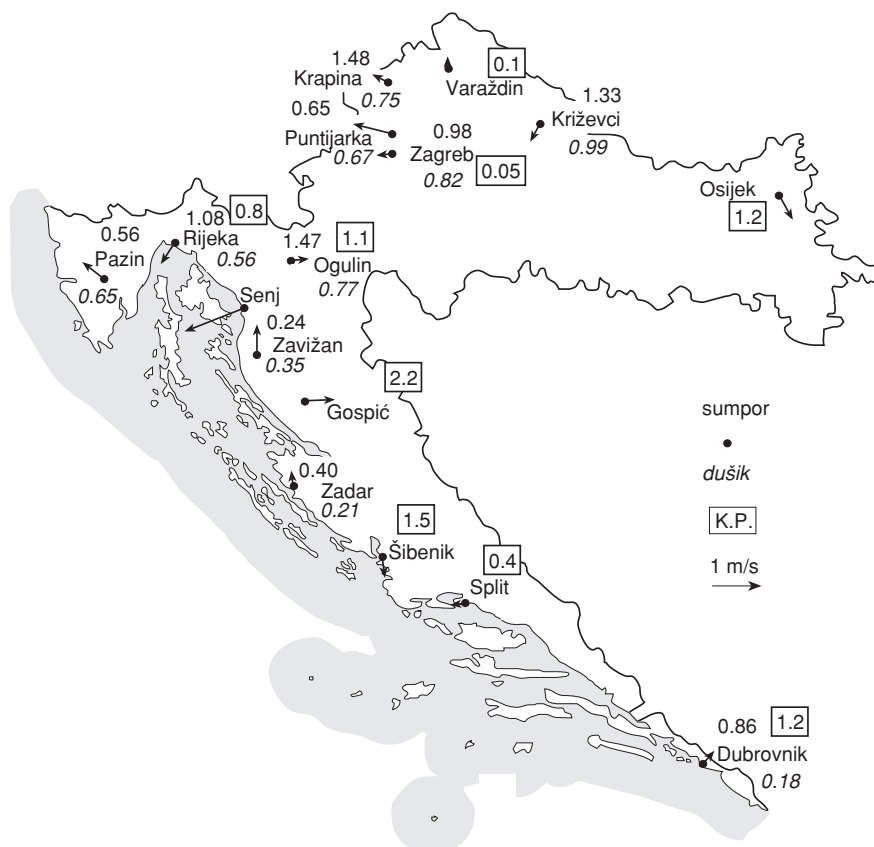 1.48
Krapina
0.75
0.1
Varaždin
0.65
Puntijarka
0.67
0.98
Zagreb
0.82
0.05
1.33
Križevci
0.99
Osijek
1.2
0.56
Pazin
0.65
1.08
0.8
Rijeka
0.56
1.47
1.1
Ogulin
0.77
Senj
0.24
Zavižan
0.35
2.2
Gospić
0.40
Zadar
0.21
1.5
Šibenik
0.4
Split
0.86
1.2
Dubrovnik
0.18
sumpor
dušik
K.P.
1 m/s